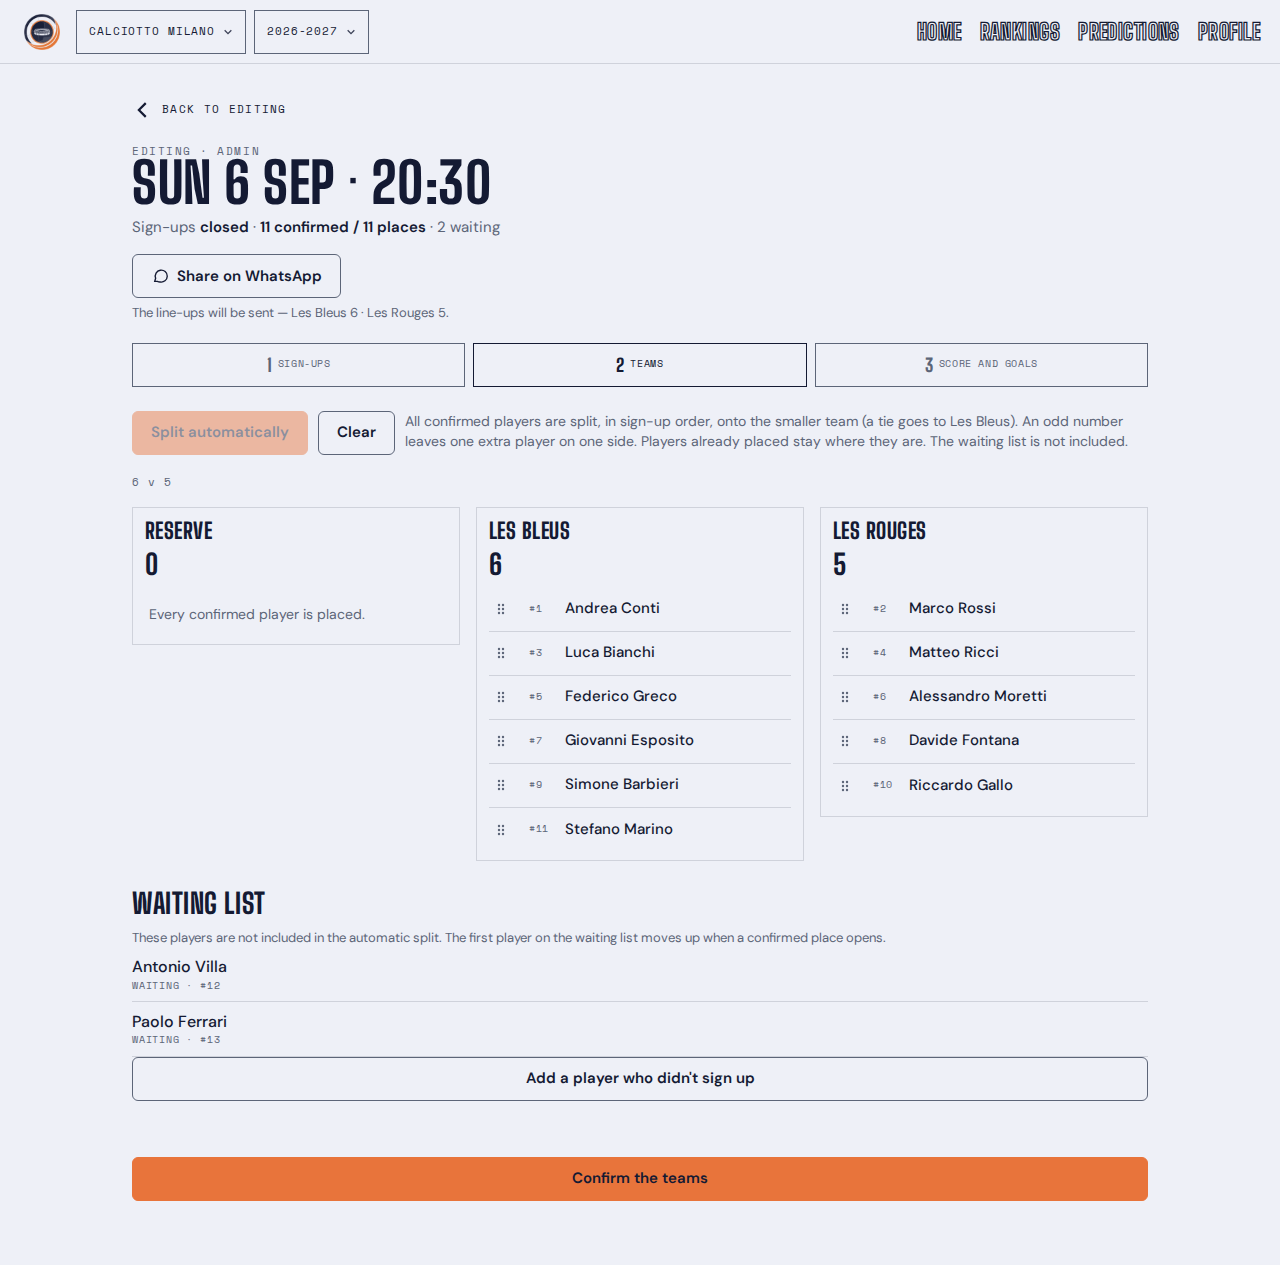 CALCIOTTO MILANO
2026-2027
HOME RANKINGS PREDICTIONS PROFILE
BACK TO EDITING
EDITING · ADMIN
SUN 6 SEP · 20:30
Sign-ups closed · 11 confirmed / 11 places · 2 waiting
Share on WhatsApp
The line-ups will be sent — Les Bleus 6 · Les Rouges 5.
1 SIGN-UPS
2 TEAMS
3 SCORE AND GOALS
Split automatically
Clear
All confirmed players are split, in sign-up order, onto the smaller team (a tie goes to Les Bleus). An odd number
leaves one extra player on one side. Players already placed stay where they are. The waiting list is not included.
6 v 5
RESERVE
0
Every confirmed player is placed.
LES BLEUS
6
#1 Andrea Conti
#3 Luca Bianchi
#5 Federico Greco
#7 Giovanni Esposito
#9 Simone Barbieri
#11 Stefano Marino
LES ROUGES
5
#2 Marco Rossi
#4 Matteo Ricci
#6 Alessandro Moretti
#8 Davide Fontana
#10 Riccardo Gallo
WAITING LIST
These players are not included in the automatic split. The first player on the waiting list moves up when a confirmed place opens.
Antonio Villa
WAITING · #12
Paolo Ferrari
WAITING · #13
Add a player who didn't sign up
Confirm the teams